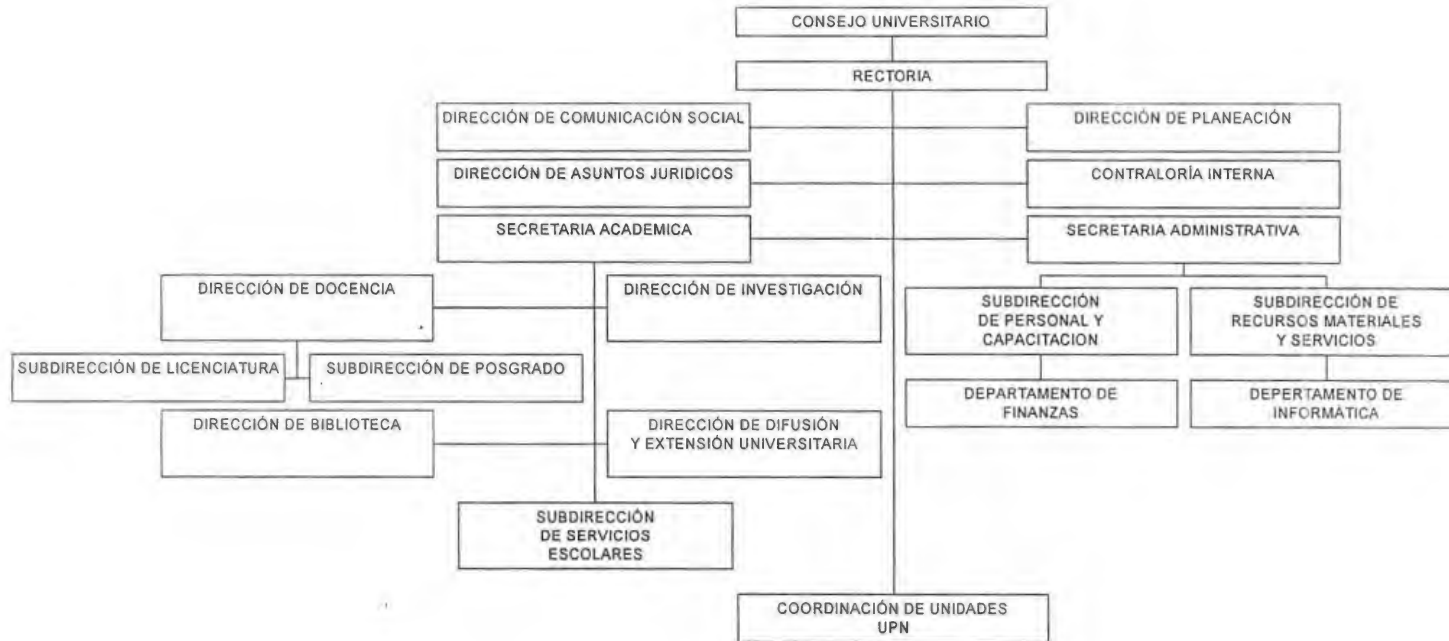 CONSEJO UNIVERSITARIO
RECTORIA
DIRECCIÓN DE COMUNICACIÓN SOCIAL
DIRECCIÓN DE PLANEACIÓN
DIRECCIÓN DE ASUNTOS JURIDICOS
CONTRALORÍA INTERNA
SECRETARIA ACADEMICA
SECRETARIA ADMINISTRATIVA
DIRECCIÓN DE DOCENCIA
DIRECCIÓN DE INVESTIGACIÓN
SUBDIRECCIÓN
DE PERSONAL Y
CAPACITACION
SUBDIRECCIÓN DE
RECURSOS MATERIALES
Y SERVICIOS
SUBDIRECCIÓN DE LICENCIATURA
SUBDIRECCIÓN DE POSGRADO
DEPARTAMENTO DE
FINANZAS
DEPERTAMENTO DE
INFORMÁTICA
DIRECCIÓN DE BIBLIOTECA
DIRECCIÓN DE DIFUSIÓN
Y EXTENSIÓN UNIVERSITARIA
SUBDIRECCIÓN
DE SERVICIOS
ESCOLARES
COORDINACIÓN DE UNIDADES
UPN